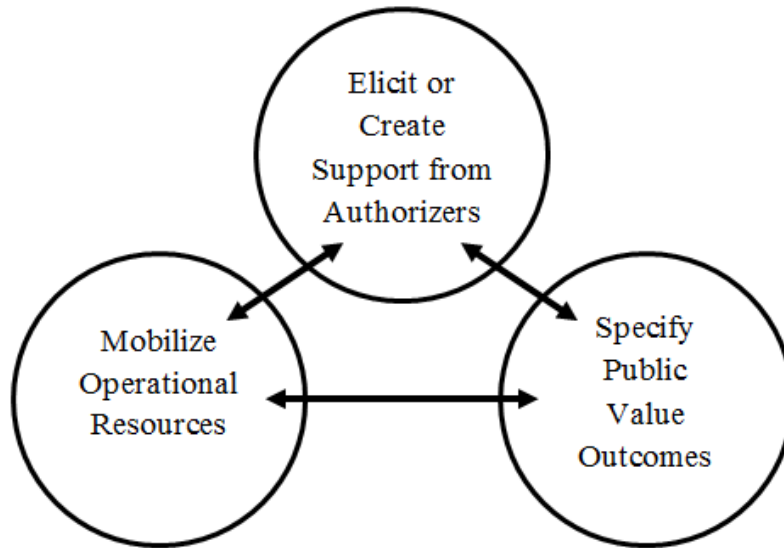 Elicit or
Create
Support from
Authorizers
Mobilize
Operational
Resources
Specify
Public
Value
Outcomes